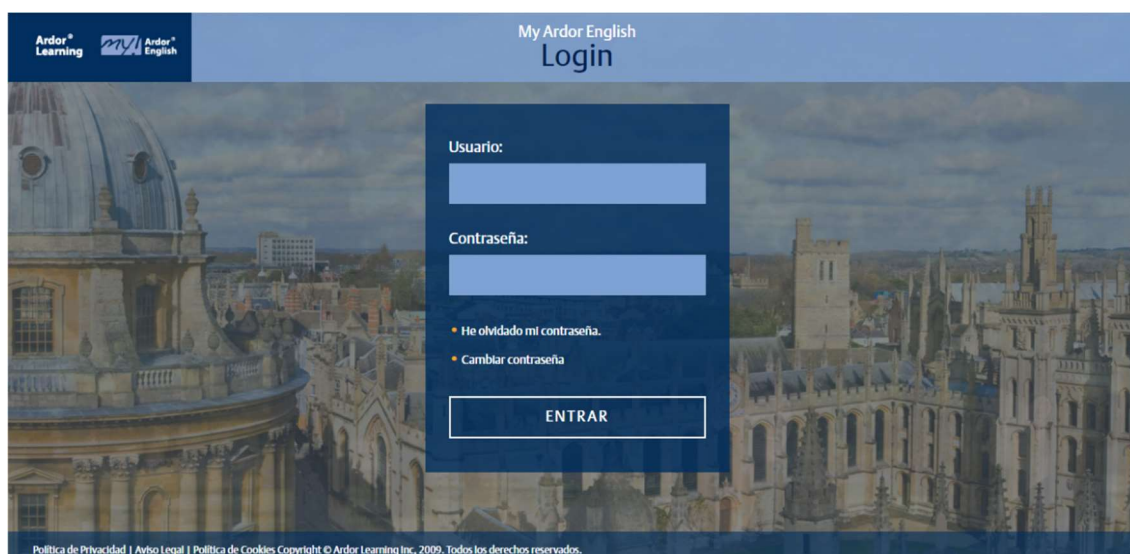 Ardor®
Learning
my Ardor®
English
My Ardor English
Login
Usuario:
Contraseña:
He olvidado mi contraseña.
Cambiar contraseña
ENTRAR
Política de Privacidad | Aviso Legal | Política de Cookies Copyright © Ardor Learning Inc, 2009. Todos los derechos reservados.